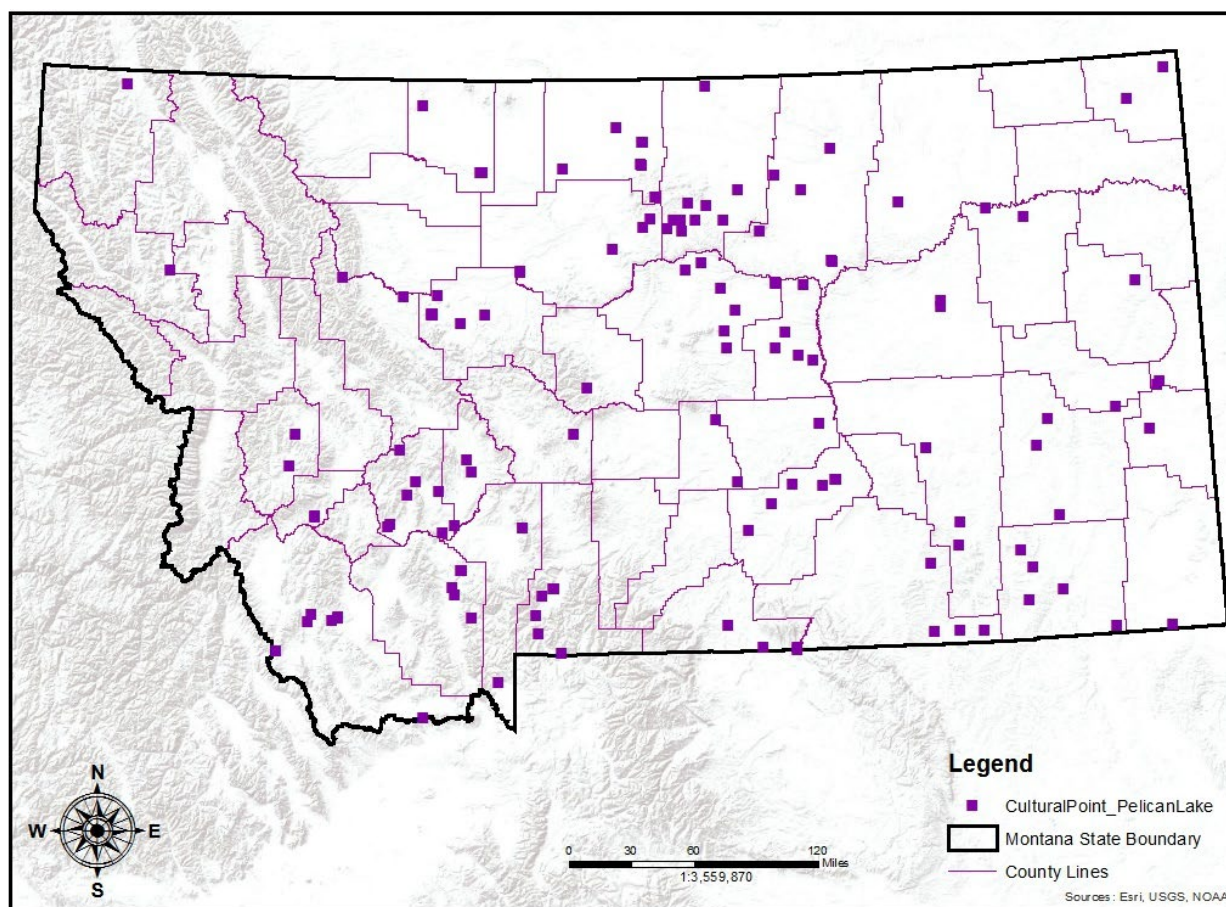 N
W
E
S
Legend
CulturalPoint_PelicanLake
Montana State Boundary
County Lines
0 30 60 120
Miles
1:3,559,870
Sources: Esri, USGS, NOAA